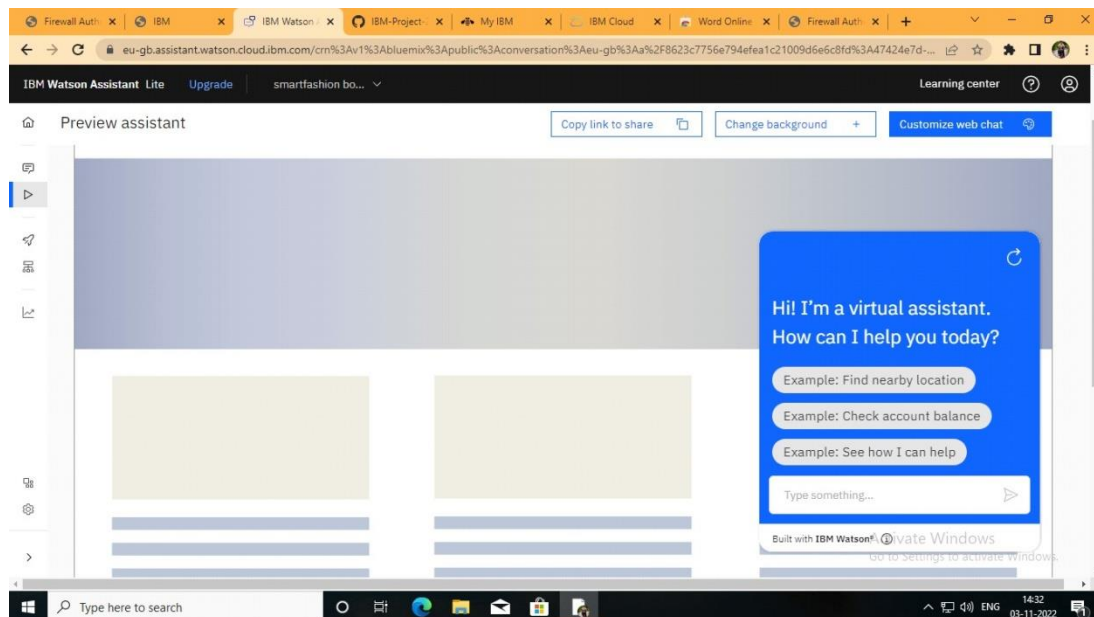 Firewall Auth IBM IBM Watson A IBM-Project- My IBM IBM Cloud Word Online Firewall Auth
eu-gb.assistant.watson.cloud.ibm.com/crn%3Av1%3Abluemix%3Apublic%3Aconversation%3Aeu-gb%3Aa%2F8623c7756e794efea1c21009d6e6c8fd%3A47424e7d-...
IBM Watson Assistant Lite Upgrade smartfashion bo... Learning center
Preview assistant Copy link to share Change background + Customize web chat
Hi! I'm a virtual assistant.
How can I help you today?
Example: Find nearby location
Example: Check account balance
Example: See how I can help
Type something...
Built with IBM Watson®
Activate Windows
Go to Settings to activate Windows.
Type here to search ENG 14:32
03-11-2022